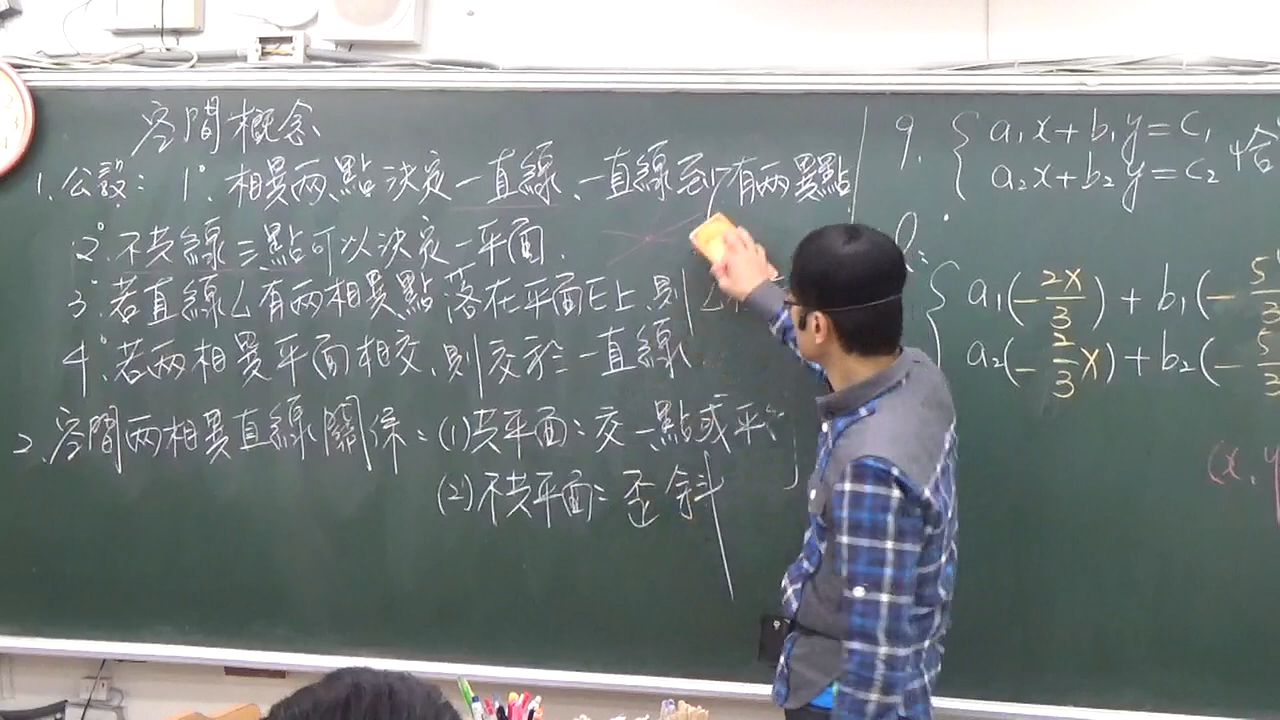 空間概念
1.公設：1°.相異兩點決定一直線、一直線至少有兩異點
2°.不共線三點可以決定一平面.
3°若直線L有兩相異點落在平面E上,則L
4°.若兩相異平面相交,則交於一直線.
2.空間兩相異直線關係：(1)共平面：交一點或平
(2)不共平面：歪斜
9. { a₁x+b₁y=c₁
a₂x+b₂y=c₂ 恰
{ a₁(-2x/3)+b₁(-5
a₂(-2/3x)+b₂(-5/3
(x,y